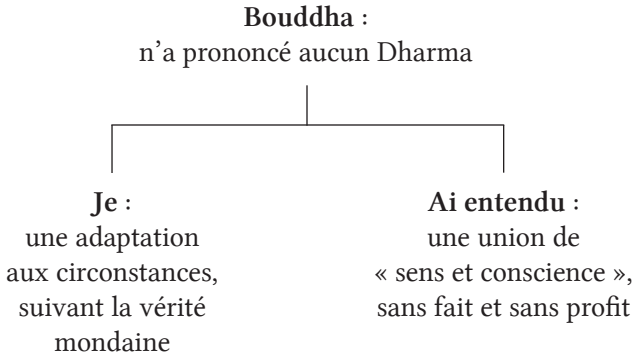 Bouddha :
n’a prononcé aucun Dharma
Je :
une adaptation
aux circonstances,
suivant la vérité
mondaine
Ai entendu :
une union de
« sens et conscience »,
sans fait et sans profit